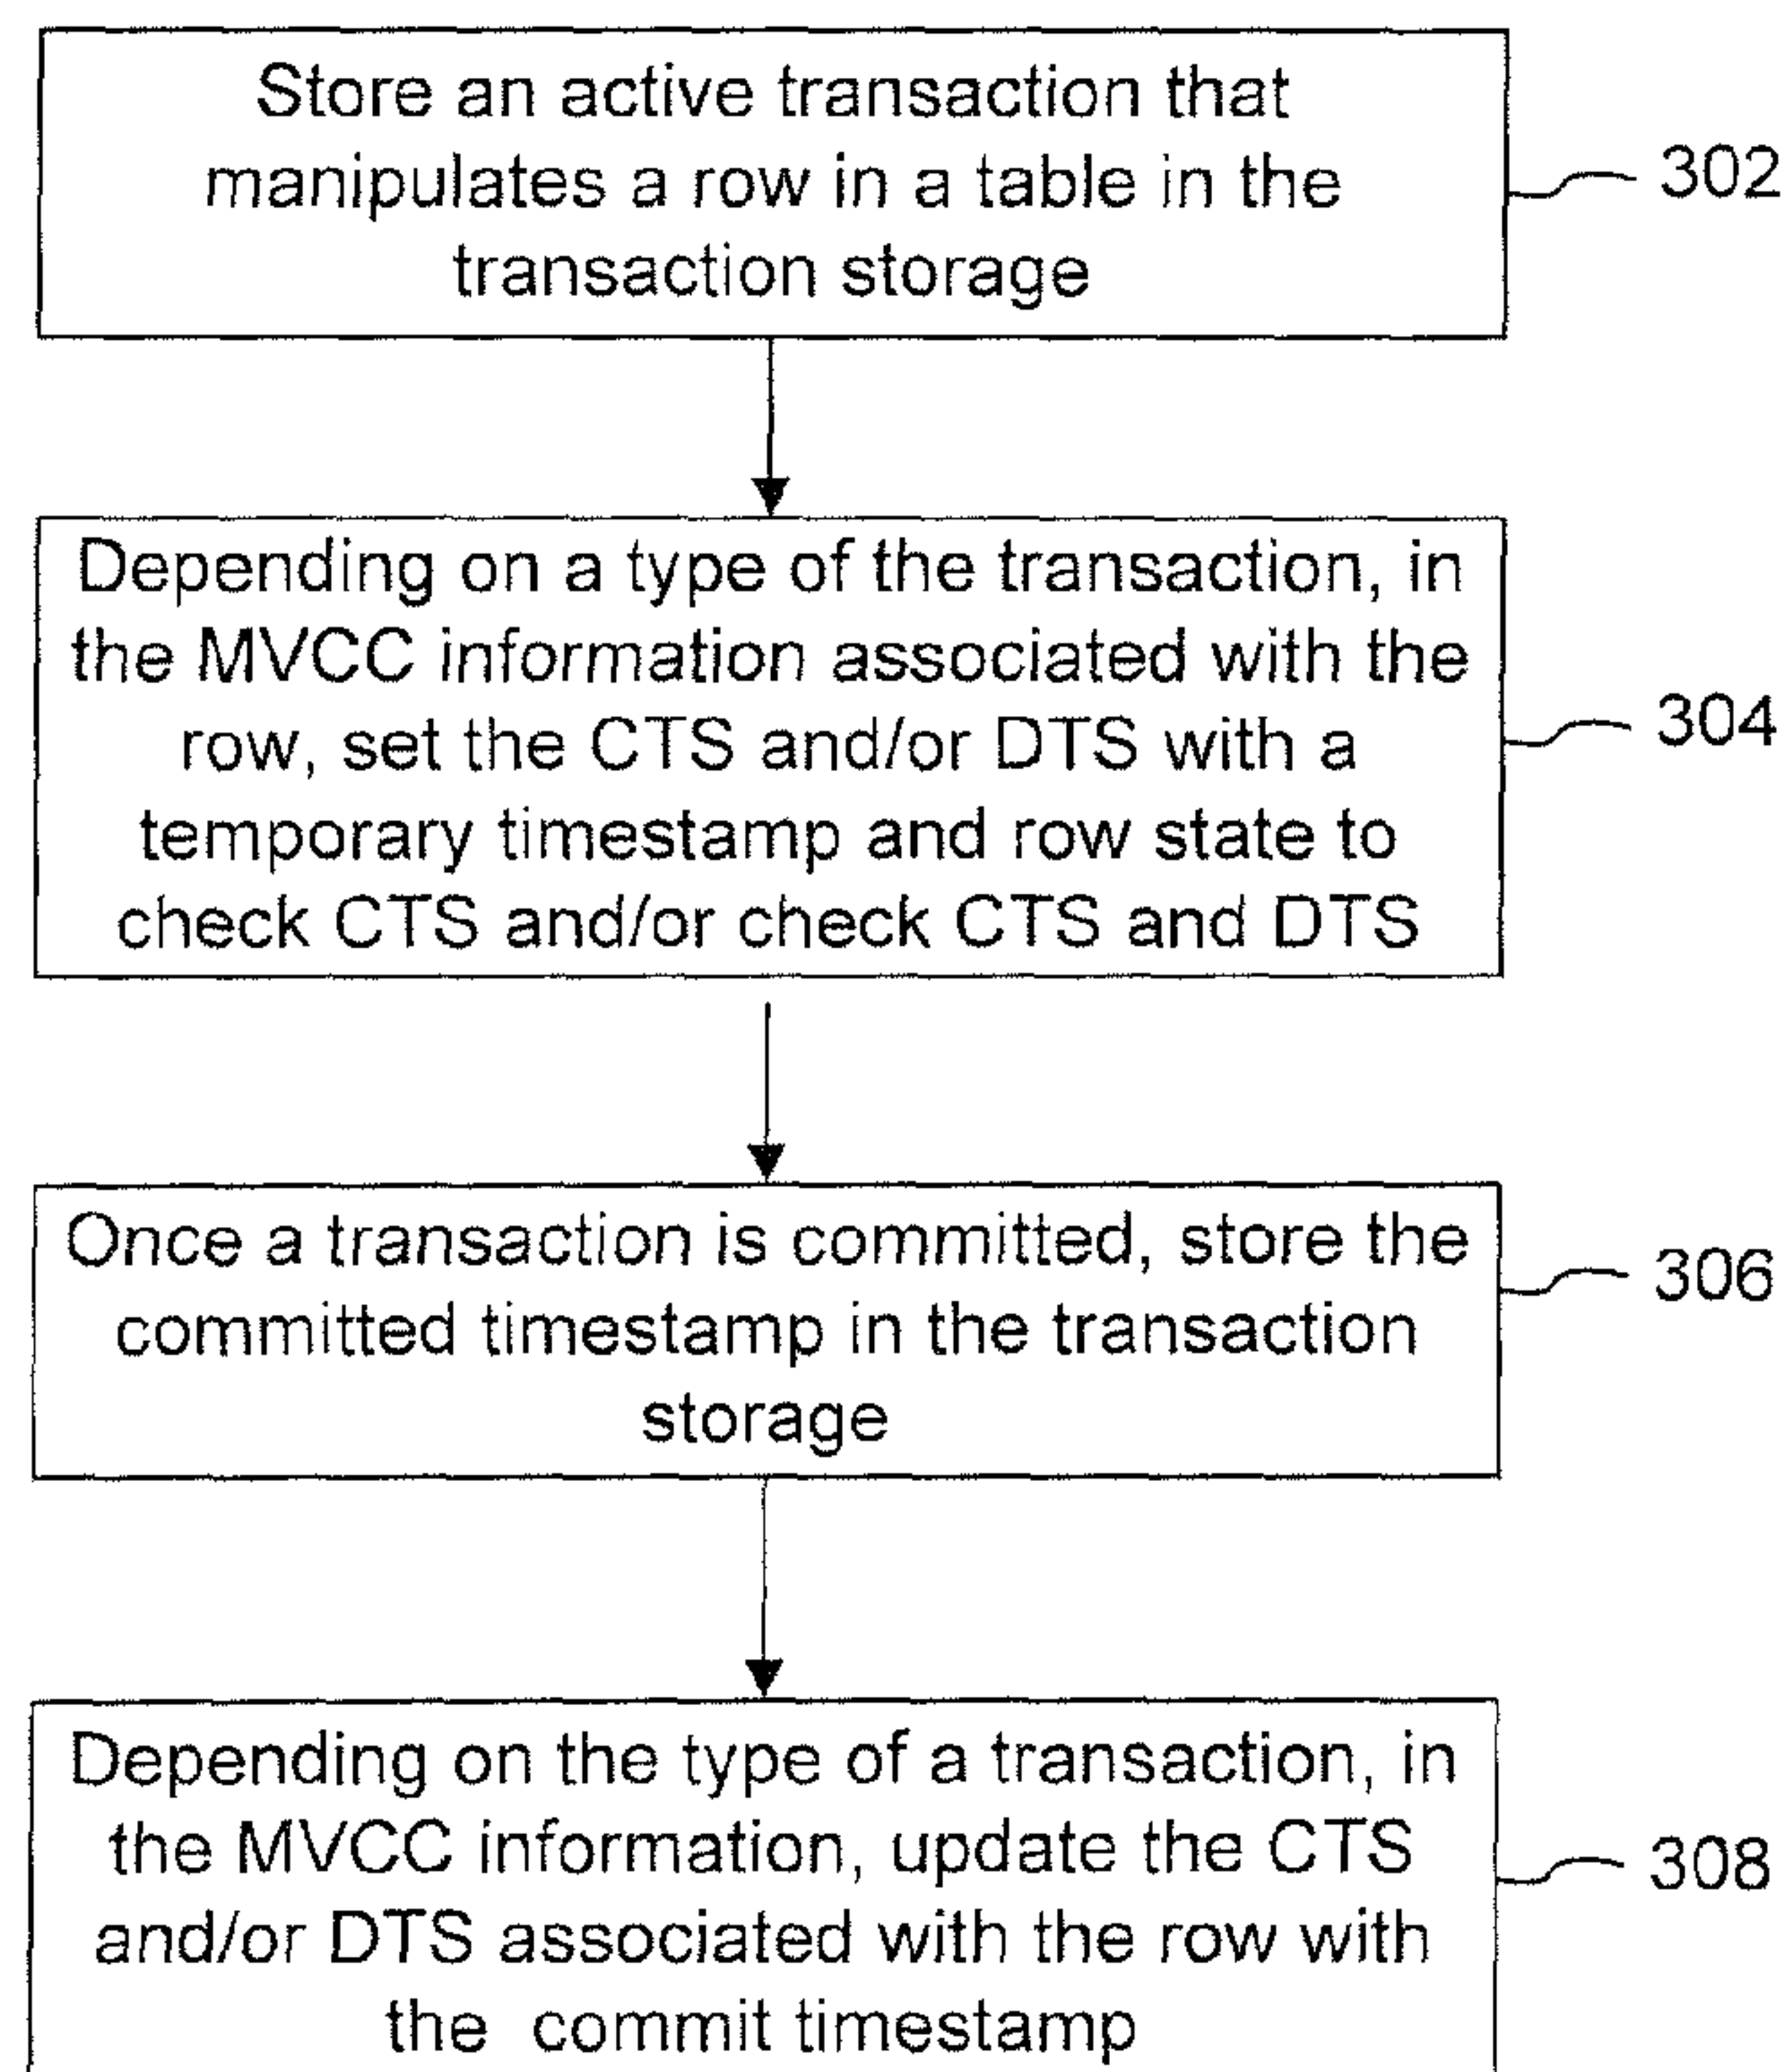 Store an active transaction that
manipulates a row in a table in the
transaction storage
302
Depending on a type of the transaction, in
the MVCC information associated with the
row, set the CTS and/or DTS with a
temporary timestamp and row state to
check CTS and/or check CTS and DTS
304
Once a transaction is committed, store the
committed timestamp in the transaction
storage
306
Depending on the type of a transaction, in
the MVCC information, update the CTS
and/or DTS associated with the row with
the commit timestamp
308